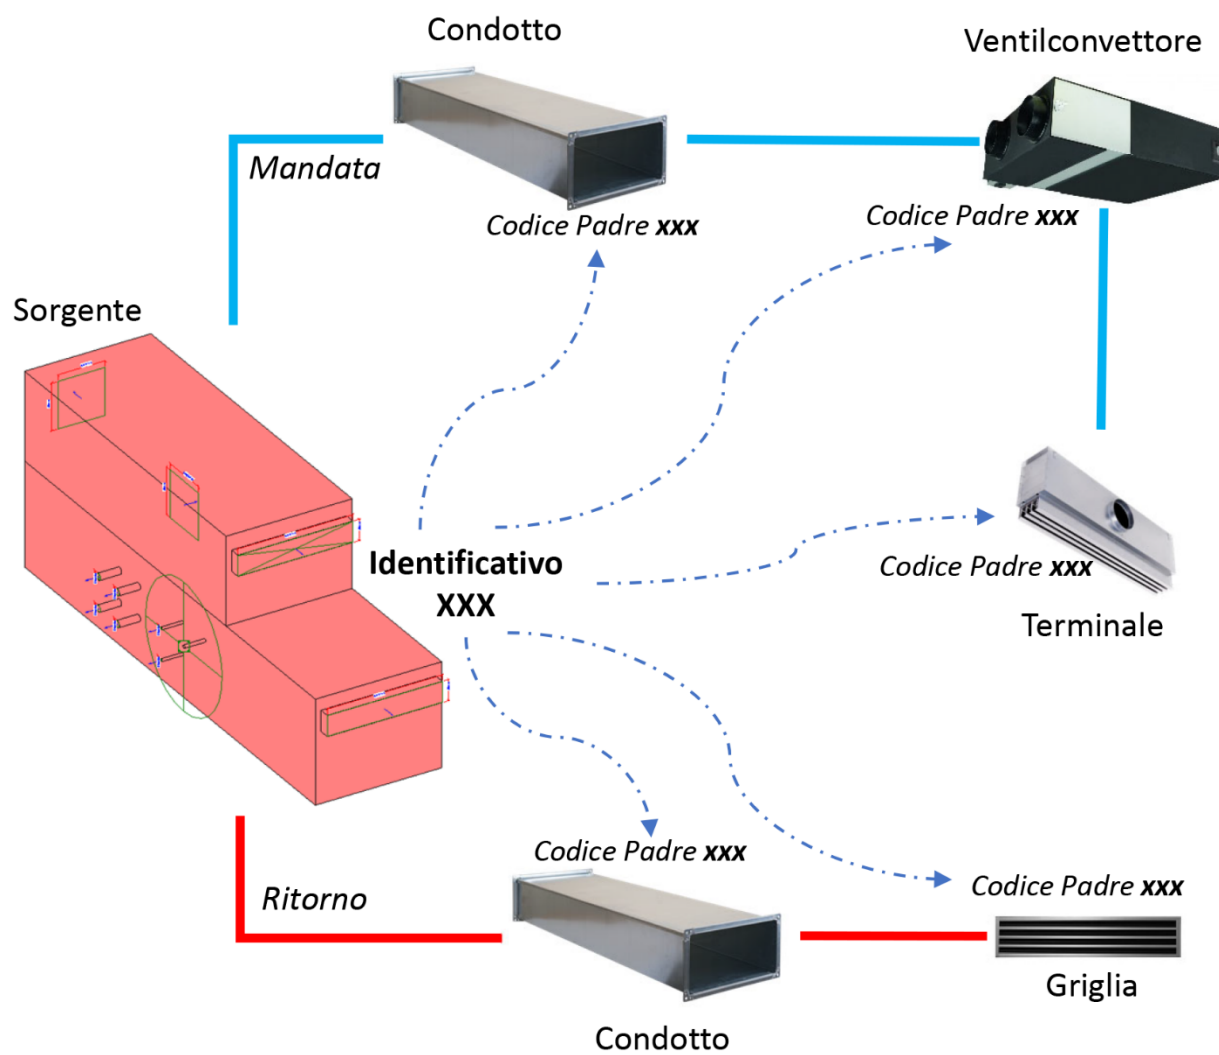 Condotto
Ventilconvettore
Mandata
Codice Padre xxx
Codice Padre xxx
Sorgente
Identificativo
XXX
Codice Padre xxx
Terminale
Codice Padre xxx
Codice Padre xxx
Ritorno
Griglia
Condotto